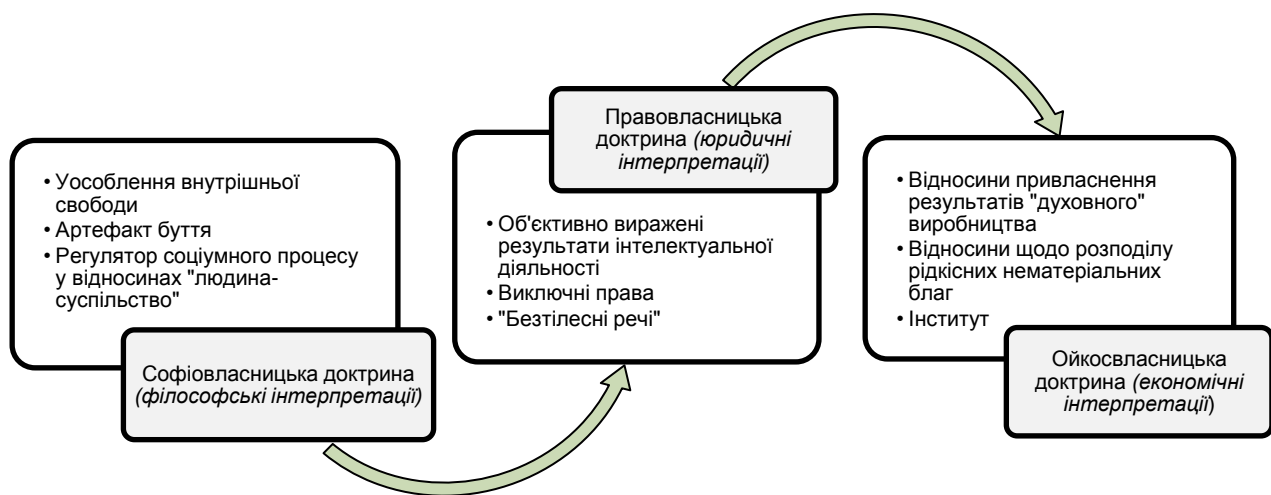 • Уособлення внутрішньої
свободи
• Артефакт буття
• Регулятор соціумного процесу
у відносинах "людина-
суспільство"
Софіовласницька доктрина
(філософські інтерпретації)
Правовласницька
доктрина (юридичні
інтерпретації)
• Об'єктивно виражені
результати інтелектуальної
діяльності
• Виключні права
• "Безтілесні речі"
• Відносини привласнення
результатів "духовного"
виробництва
• Відносини щодо розподілу
рідкісних нематеріальних
благ
• Інститут
Ойкосвласницька
доктрина (економічні
інтерпретації)